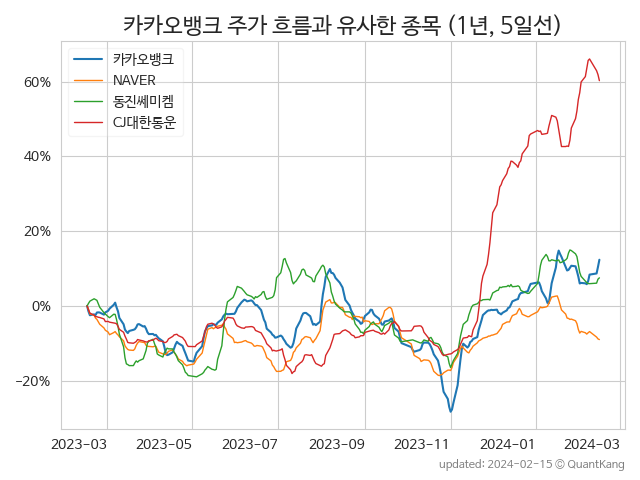 카카오뱅크 주가 흐름과 유사한 종목 (1년, 5일선)
카카오뱅크
NAVER
동진쎄미켐
CJ대한통운
60%
40%
20%
0%
−20%
2023-03 2023-05 2023-07 2023-09 2023-11 2024-01 2024-03
updated: 2024-02-15 © QuantKang